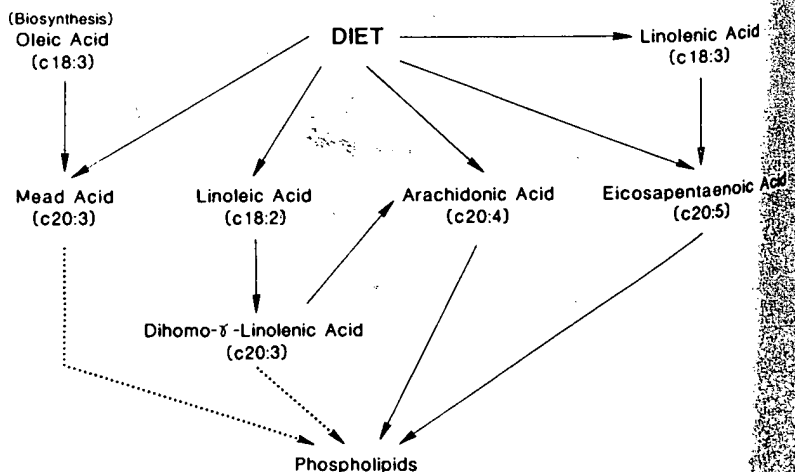 (Biosynthesis)
Oleic Acid
(c18:3)
DIET
Linolenic Acid
(c18:3)
Mead Acid
(c20:3)
Linoleic Acid
(c18:2)
Arachidonic Acid
(c20:4)
Eicosapentaenoic Acid
(c20:5)
Dihomo-ɤ-Linolenic Acid
(c20:3)
Phospholipids